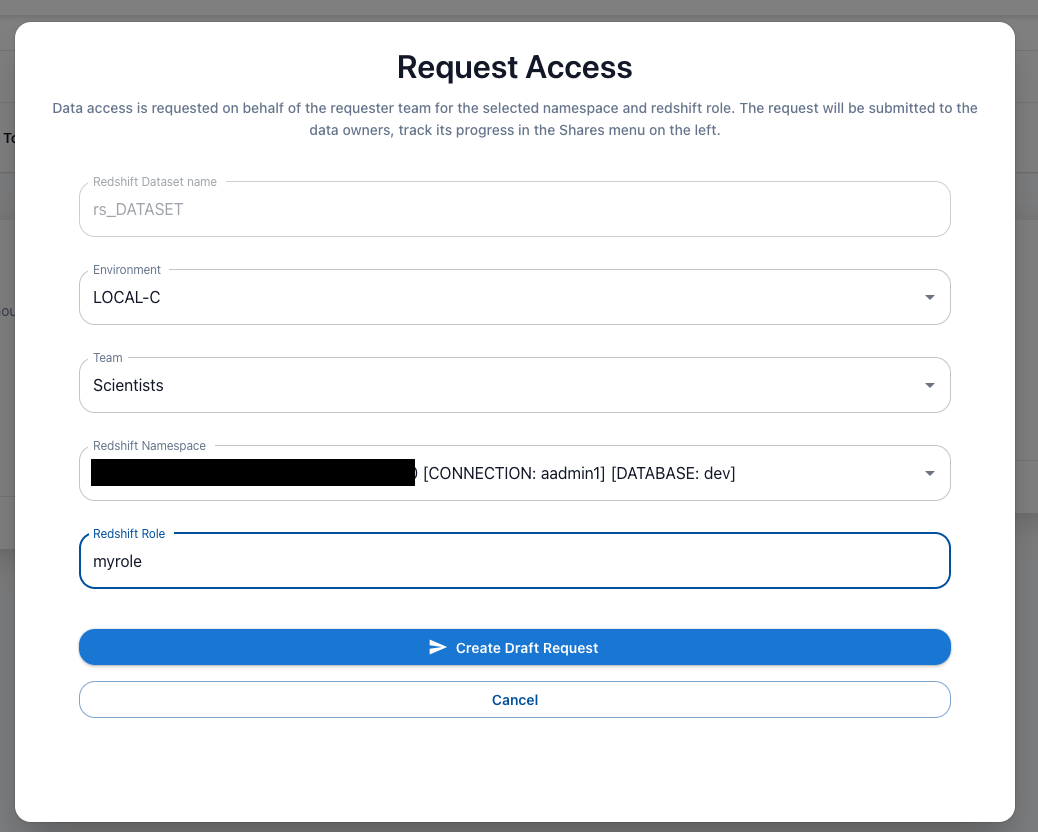 Request Access
Data access is requested on behalf of the requester team for the selected namespace and redshift role. The request will be submitted to the
data owners, track its progress in the Shares menu on the left.
Redshift Dataset name
rs_DATASET
Environment
LOCAL-C
Team
Scientists
Redshift Namespace
[CONNECTION: aadmin1] [DATABASE: dev]
Redshift Role
myrole
Create Draft Request
Cancel